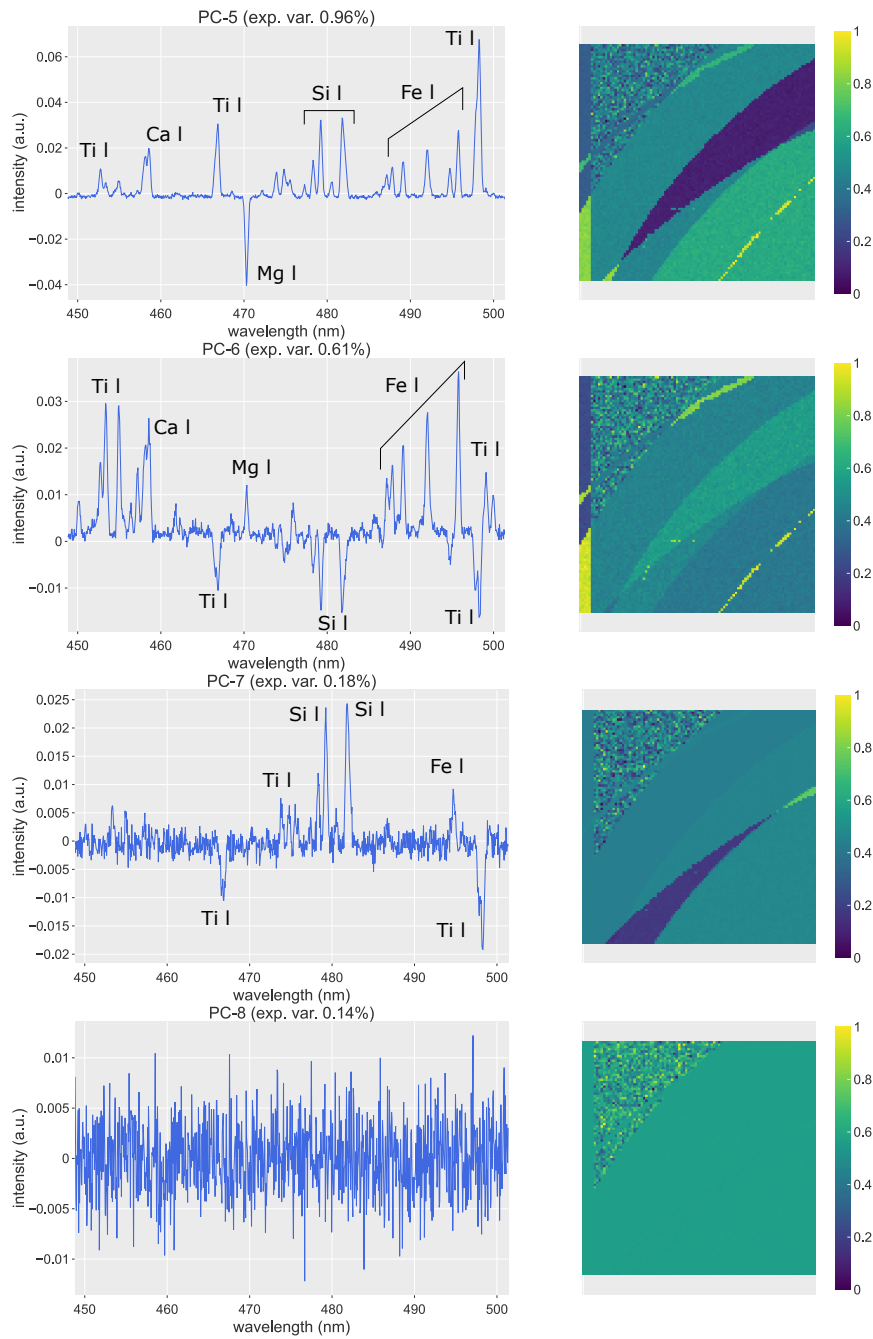 PC-5 (exp. var. 0.96%)
Ti I
Ti I
Ca I
Ti I
Si I
Fe I
Mg I
intensity (a.u.)
0.06
0.04
0.02
0
−0.02
−0.04
450 460 470 480 490 500
wavelength (nm)
1
0.8
0.6
0.4
0.2
0
PC-6 (exp. var. 0.61%)
Ti I
Ca I
Mg I
Fe I
Ti I
Ti I
Si I
Ti I
intensity (a.u.)
0.03
0.02
0.01
0
−0.01
450 460 470 480 490 500
wavelength (nm)
1
0.8
0.6
0.4
0.2
0
PC-7 (exp. var. 0.18%)
Si I
Si I
Ti I
Fe I
Ti I
Ti I
intensity (a.u.)
0.025
0.02
0.015
0.01
0.005
0
−0.005
−0.01
−0.015
−0.02
450 460 470 480 490 500
wavelength (nm)
1
0.8
0.6
0.4
0.2
0
PC-8 (exp. var. 0.14%)
intensity (a.u.)
0.01
0.005
0
−0.005
−0.01
450 460 470 480 490 500
wavelength (nm)
1
0.8
0.6
0.4
0.2
0